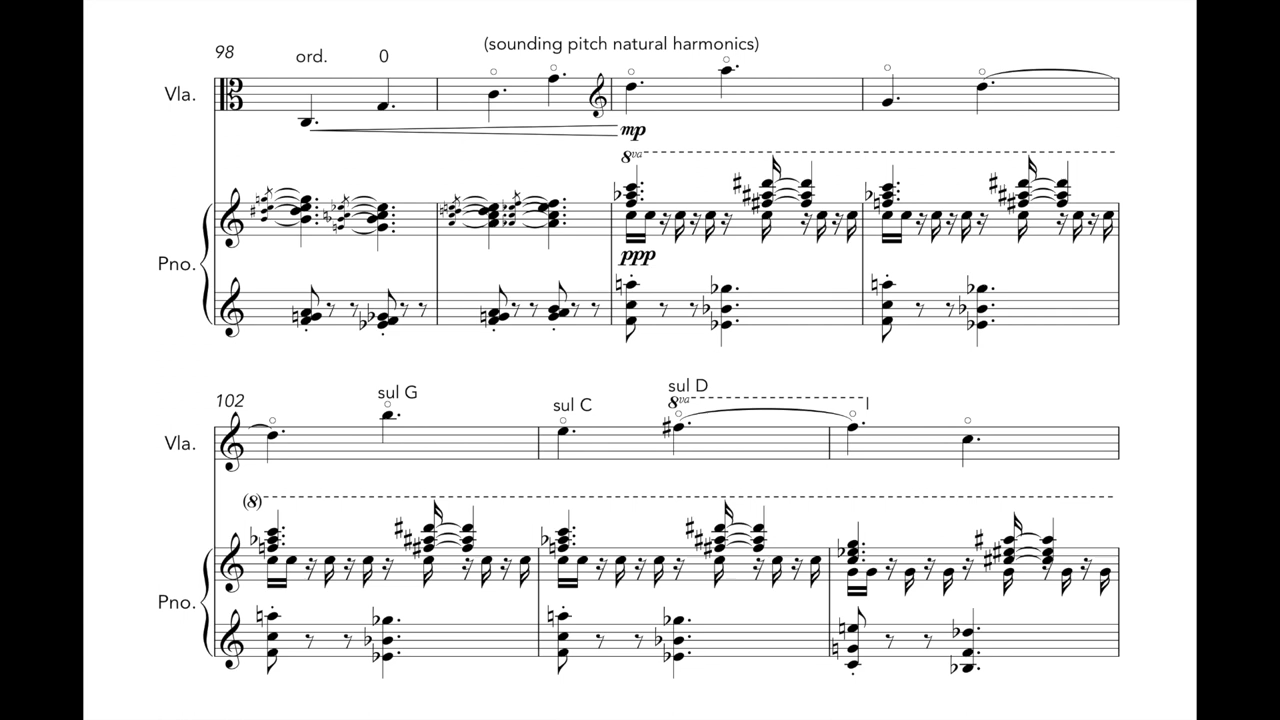 98
ord.
0
(sounding pitch natural harmonics)
Vla.
mp
8va
Pno.
ppp
102
sul G
sul C
sul D
8va
Vla.
(8)
Pno.